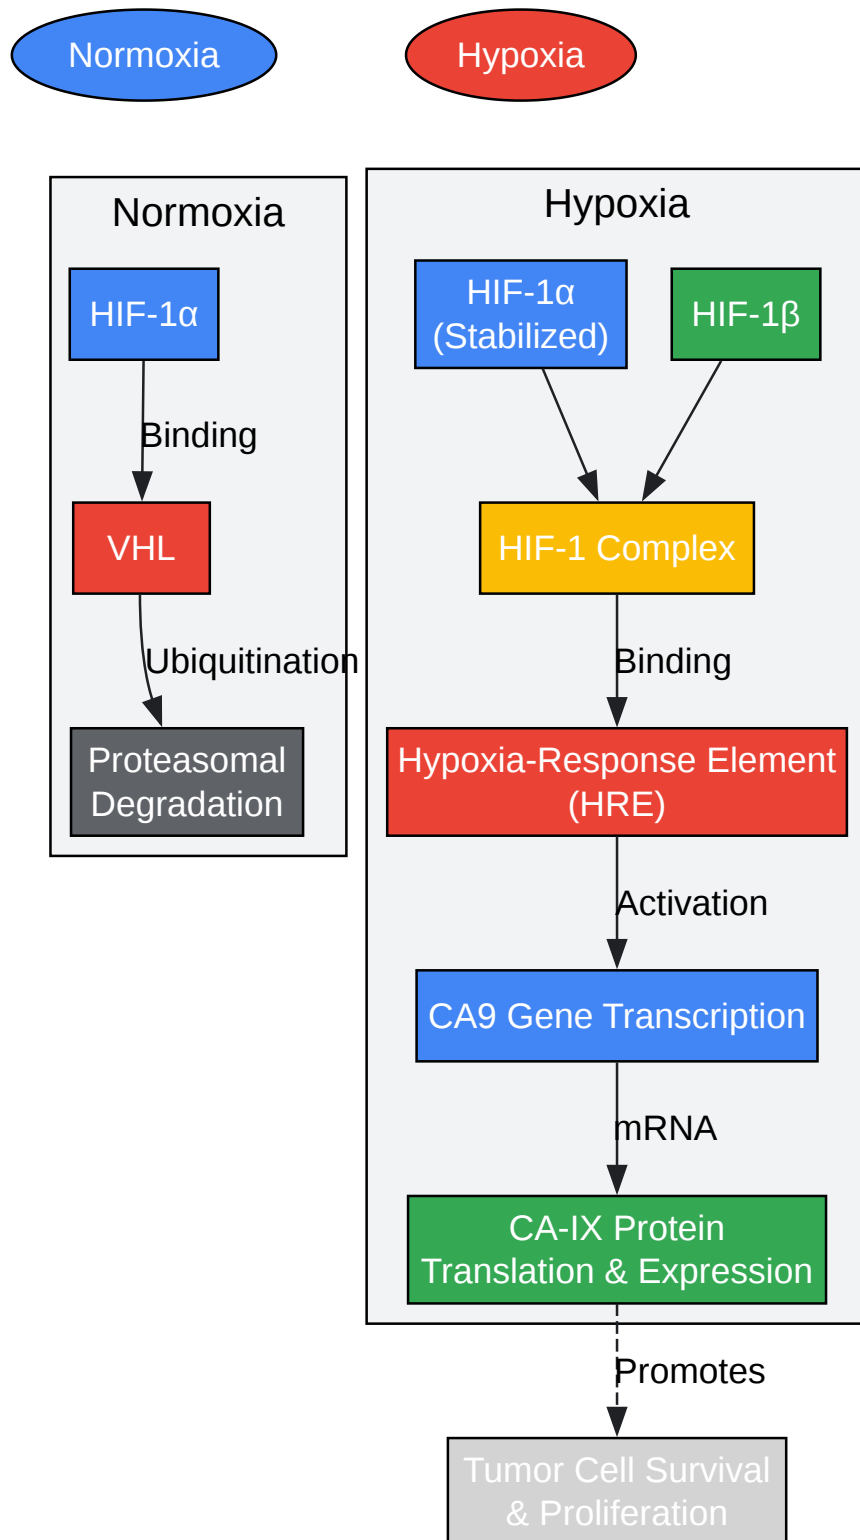 Normoxia
Hypoxia
Normoxia
HIF-1α
Binding
VHL
Ubiquitination
Proteasomal
Degradation
Hypoxia
HIF-1α
(Stabilized)
HIF-1β
HIF-1 Complex
Binding
Hypoxia-Response Element
(HRE)
Activation
CA9 Gene Transcription
mRNA
CA-IX Protein
Translation & Expression
Promotes
Tumor Cell Survival
& Proliferation